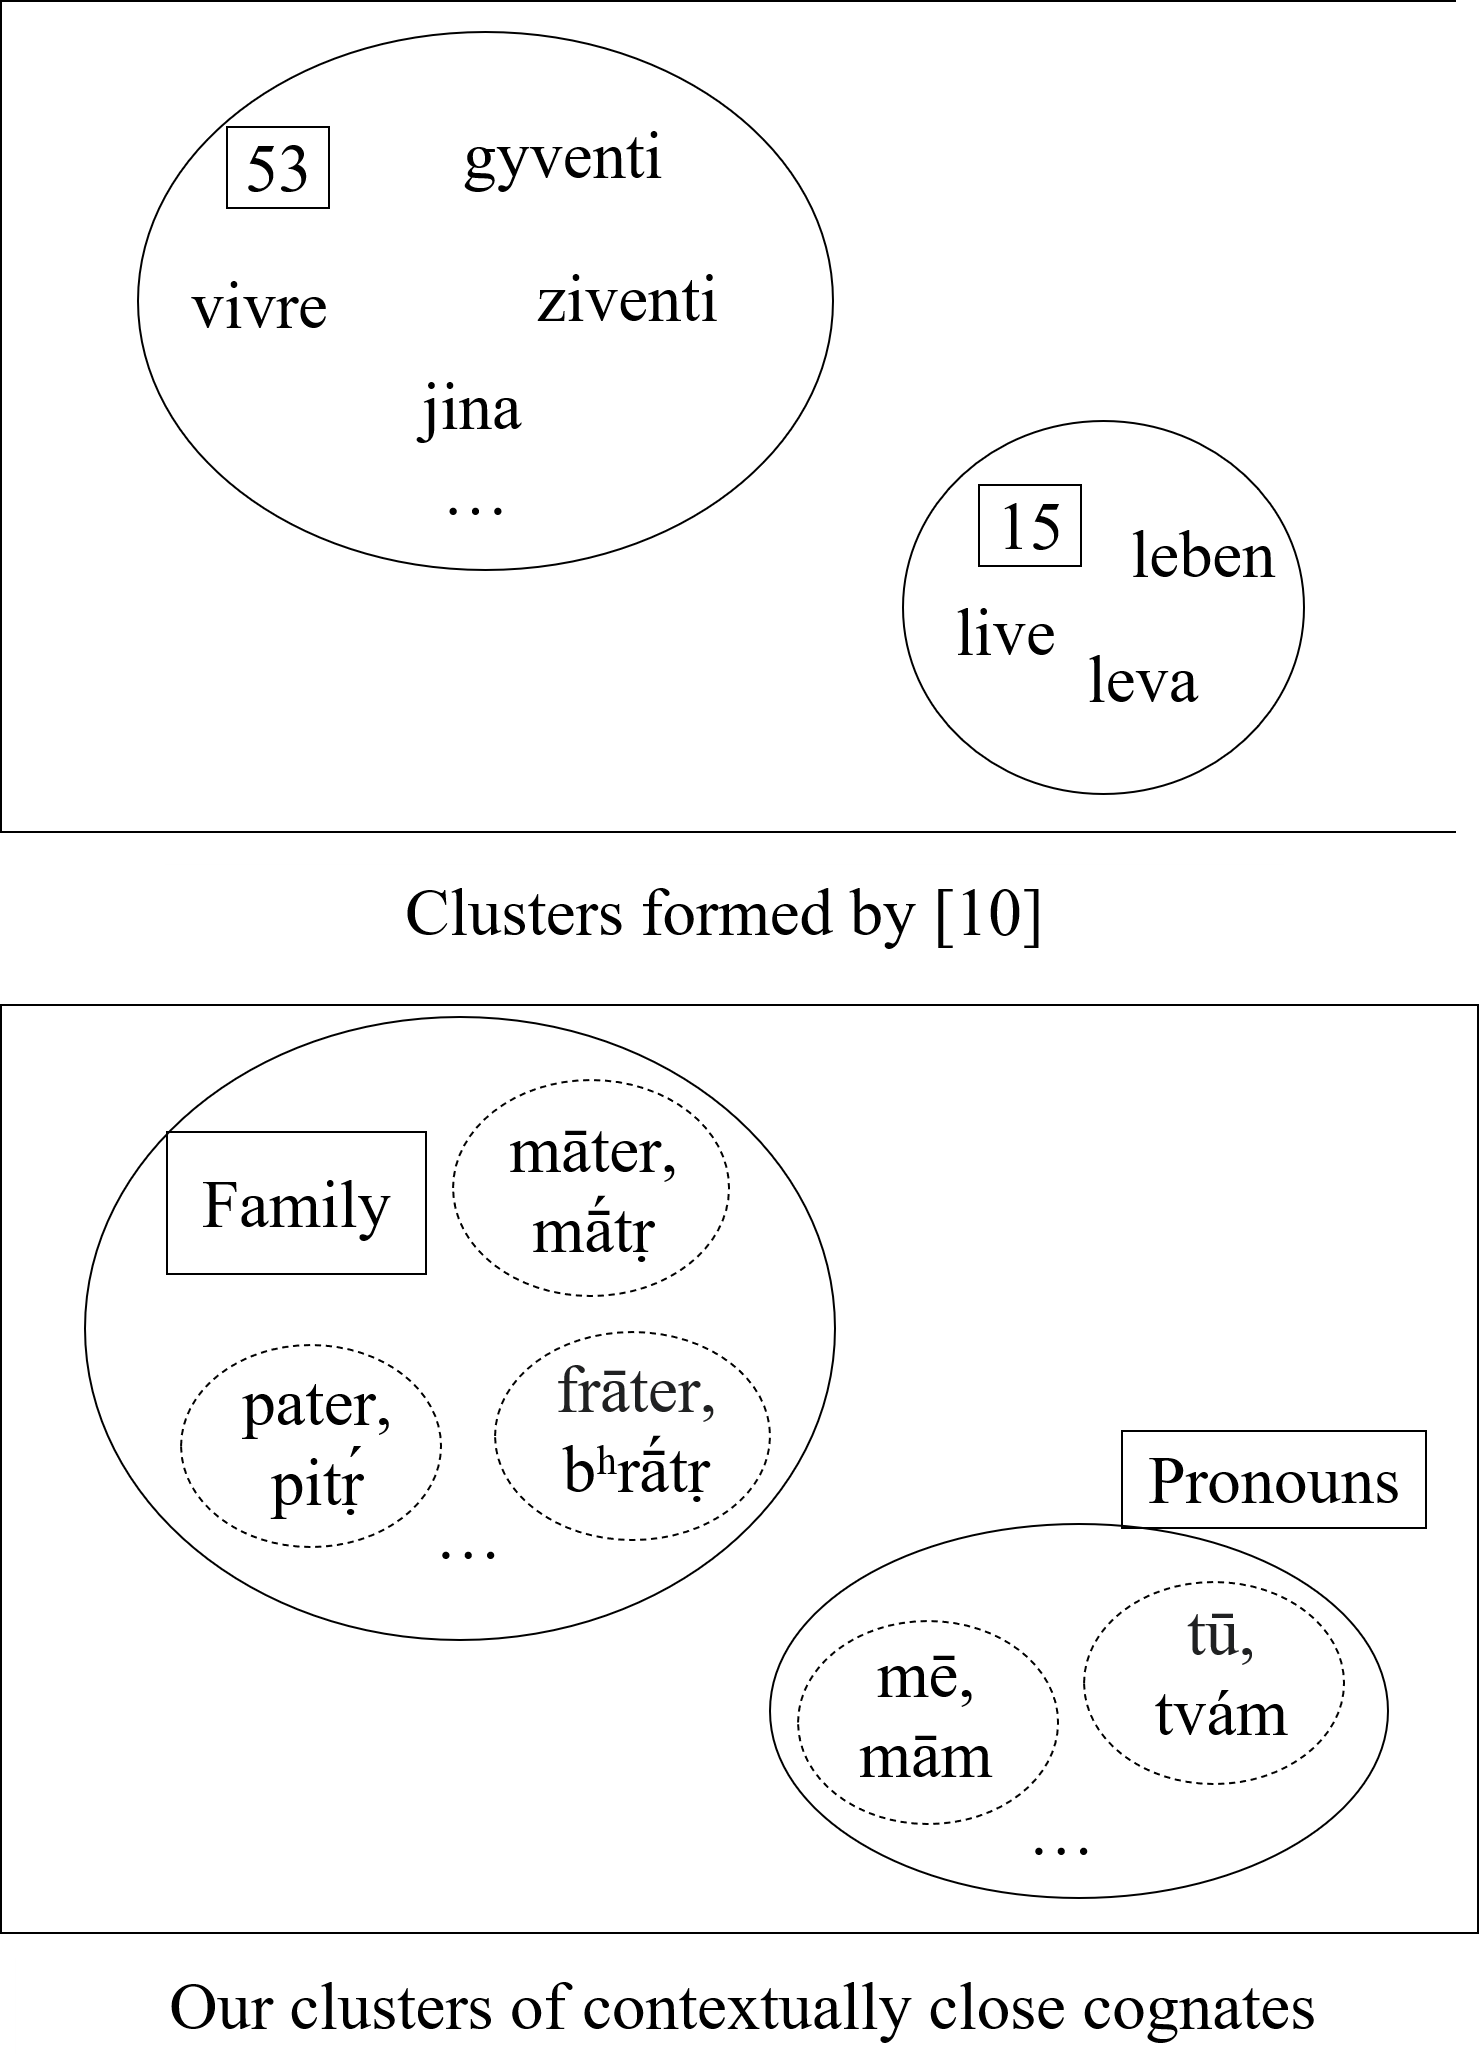 53
gyventi
vivre
ziventi
jina
…
15
leben
live
leva
Clusters formed by [10]
Family
māter,
mā́tṛ
pater,
pitṛ́
frāter,
bʰrā́tṛ
…
Pronouns
mē,
mām
tū,
tvám
…
Our clusters of contextually close cognates